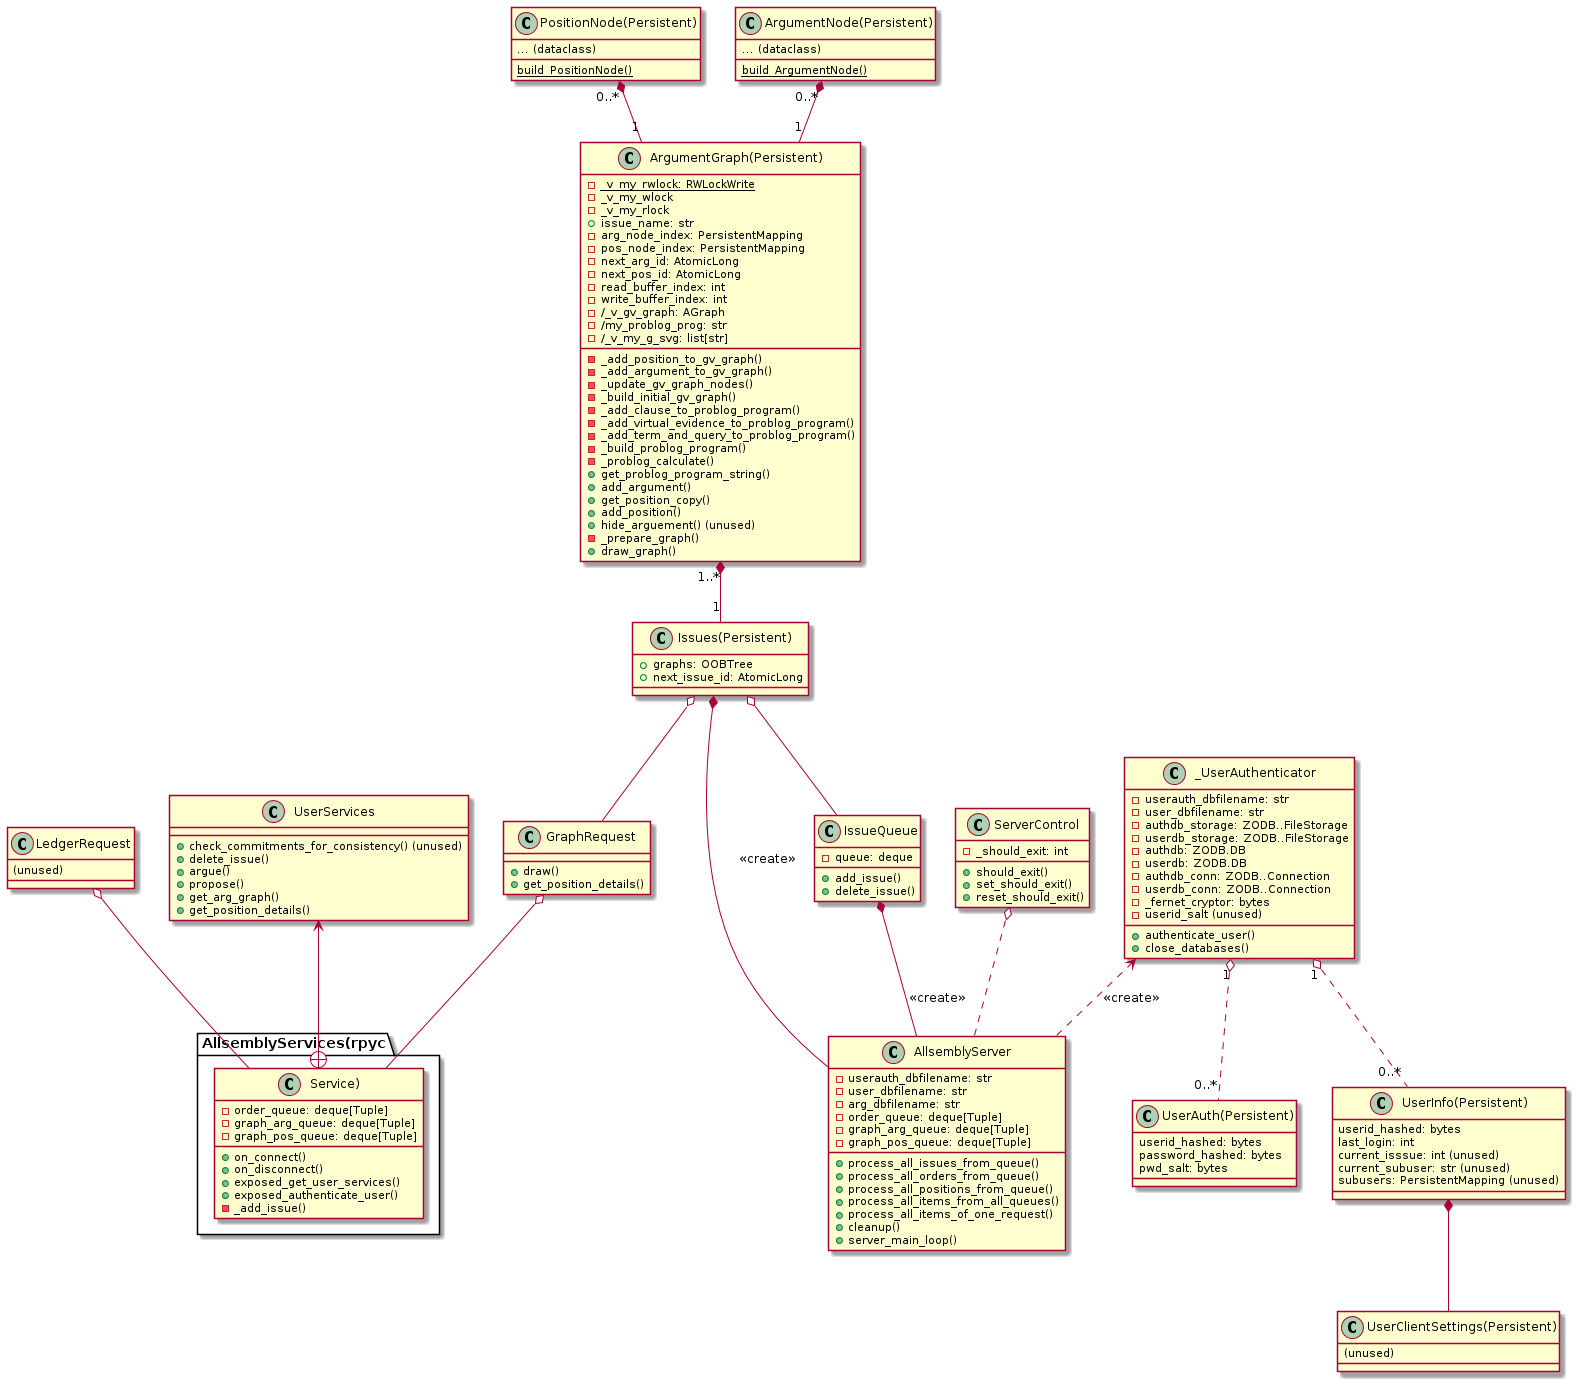 C PositionNode(Persistent)
... (dataclass)
build_PositionNode()
C ArgumentNode(Persistent)
... (dataclass)
build_ArgumentNode()
0..*
1
0..*
1
C ArgumentGraph(Persistent)
_v_my_rwlock: RWLockWrite
_v_my_wlock
_v_my_rlock
issue_name: str
arg_node_index: PersistentMapping
pos_node_index: PersistentMapping
next_arg_id: AtomicLong
next_pos_id: AtomicLong
read_buffer_index: int
write_buffer_index: int
/_v_gv_graph: AGraph
/my_problog_prog: str
/_v_my_g_svg: list[str]
_add_position_to_gv_graph()
_add_argument_to_gv_graph()
_update_gv_graph_nodes()
_build_initial_gv_graph()
_add_clause_to_problog_program()
_add_virtual_evidence_to_problog_program()
_add_term_and_query_to_problog_program()
_build_problog_program()
_problog_calculate()
get_problog_program_string()
add_argument()
get_position_copy()
add_position()
hide_arguement() (unused)
_prepare_graph()
draw_graph()
1..*
1
C Issues(Persistent)
graphs: OOBTree
next_issue_id: AtomicLong
C LedgerRequest
(unused)
C UserServices
check_commitments_for_consistency() (unused)
delete_issue()
argue()
propose()
get_arg_graph()
get_position_details()
C GraphRequest
draw()
get_position_details()
«create»
C IssueQueue
queue: deque
add_issue()
delete_issue()
C ServerControl
_should_exit: int
should_exit()
set_should_exit()
reset_should_exit()
C _UserAuthenticator
userauth_dbfilename: str
user_dbfilename: str
authdb_storage: ZODB..FileStorage
userdb_storage: ZODB..FileStorage
authdb: ZODB.DB
userdb: ZODB.DB
authdb_conn: ZODB..Connection
userdb_conn: ZODB..Connection
_fernet_cryptor: bytes
userid_salt (unused)
authenticate_user()
close_databases()
«create»
«create»
1
0..*
1
0..*
AllsemblyServices(rpyc
C Service)
order_queue: deque[Tuple]
graph_arg_queue: deque[Tuple]
graph_pos_queue: deque[Tuple]
on_connect()
on_disconnect()
exposed_get_user_services()
exposed_authenticate_user()
_add_issue()
C AllsemblyServer
userauth_dbfilename: str
user_dbfilename: str
arg_dbfilename: str
order_queue: deque[Tuple]
graph_arg_queue: deque[Tuple]
graph_pos_queue: deque[Tuple]
process_all_issues_from_queue()
process_all_orders_from_queue()
process_all_positions_from_queue()
process_all_items_from_all_queues()
process_all_items_of_one_request()
cleanup()
server_main_loop()
C UserAuth(Persistent)
userid_hashed: bytes
password_hashed: bytes
pwd_salt: bytes
C UserInfo(Persistent)
userid_hashed: bytes
last_login: int
current_isssue: int (unused)
current_subuser: str (unused)
subusers: PersistentMapping (unused)
C UserClientSettings(Persistent)
(unused)